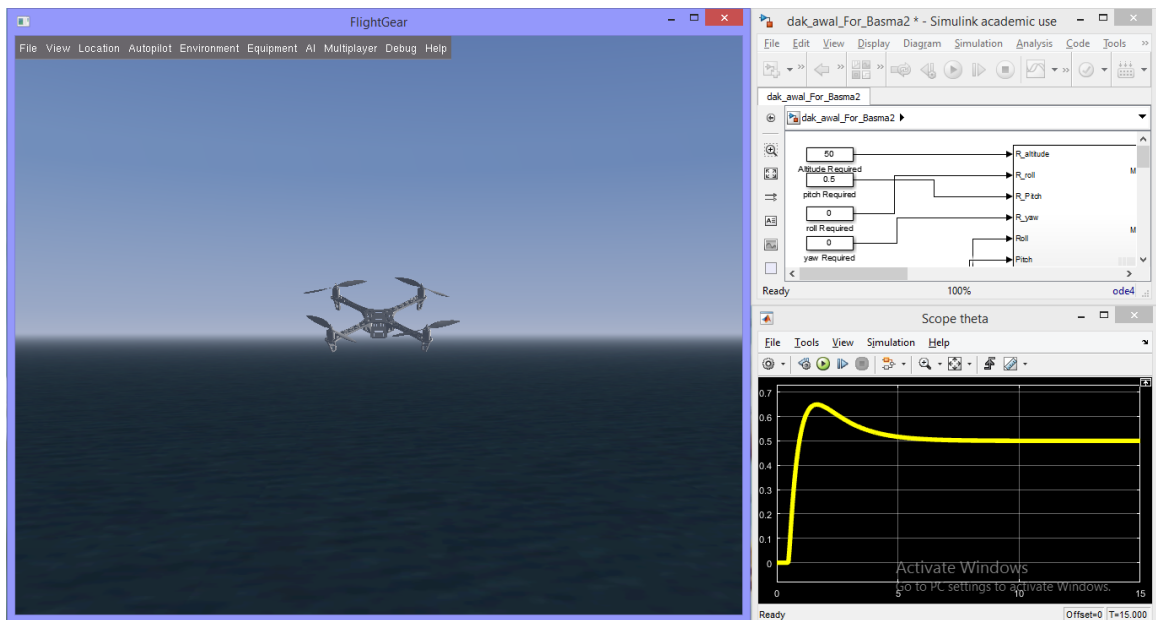 FlightGear
File View Location Autopilot Environment Equipment AI Multiplayer Debug Help
dak_awal_For_Basma2 * - Simulink academic use
File Edit View Display Diagram Simulation Analysis Code Tools »
dak_awal_For_Basma2
dak_awal_For_Basma2
50
Altitude Required
0.5
pitch Required
0
roll Required
0
yaw Required
R_altitude
R_roll
R_Pitch
R_yaw
Roll
Pitch
M
M
Ready 100% ode4
Scope theta
File Tools View Simulation Help
0.7
0.6
0.5
0.4
0.3
0.2
0.1
0
0 5 10 15
Activate Windows
Go to PC settings to activate Windows.
Ready Offset=0 T=15.000